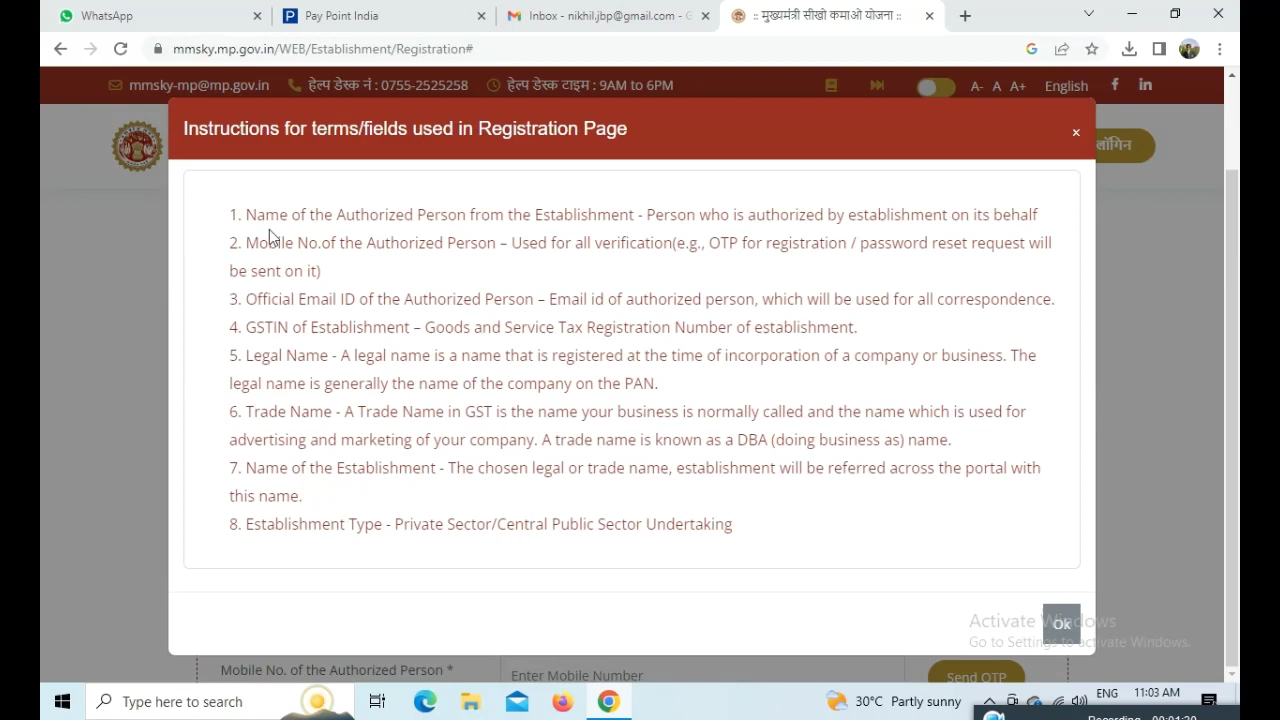 WhatsApp
Pay Point India
Inbox - nikhil.jbp@gmail.com - G
:: मुख्यमंत्री सीखो कमाओ योजना ::
mmsky.mp.gov.in/WEB/Establishment/Registration#
mmsky-mp@mp.gov.in हेल्प डेस्क नं : 0755-2525258 हेल्प डेस्क टाइम : 9AM to 6PM A- A A+ English
Instructions for terms/fields used in Registration Page
×
लॉगिन
1. Name of the Authorized Person from the Establishment - Person who is authorized by establishment on its behalf
2. Mobile No.of the Authorized Person – Used for all verification(e.g., OTP for registration / password reset request will
be sent on it)
3. Official Email ID of the Authorized Person – Email id of authorized person, which will be used for all correspondence.
4. GSTIN of Establishment – Goods and Service Tax Registration Number of establishment.
5. Legal Name - A legal name is a name that is registered at the time of incorporation of a company or business. The
legal name is generally the name of the company on the PAN.
6. Trade Name - A Trade Name in GST is the name your business is normally called and the name which is used for
advertising and marketing of your company. A trade name is known as a DBA (doing business as) name.
7. Name of the Establishment - The chosen legal or trade name, establishment will be referred across the portal with
this name.
8. Establishment Type - Private Sector/Central Public Sector Undertaking
Ok
Activate Windows
Go to Settings to activate Windows.
Mobile No. of the Authorized Person *
Enter Mobile Number
Send OTP
Type here to search
30°C Partly sunny
ENG
11:03 AM
Recording